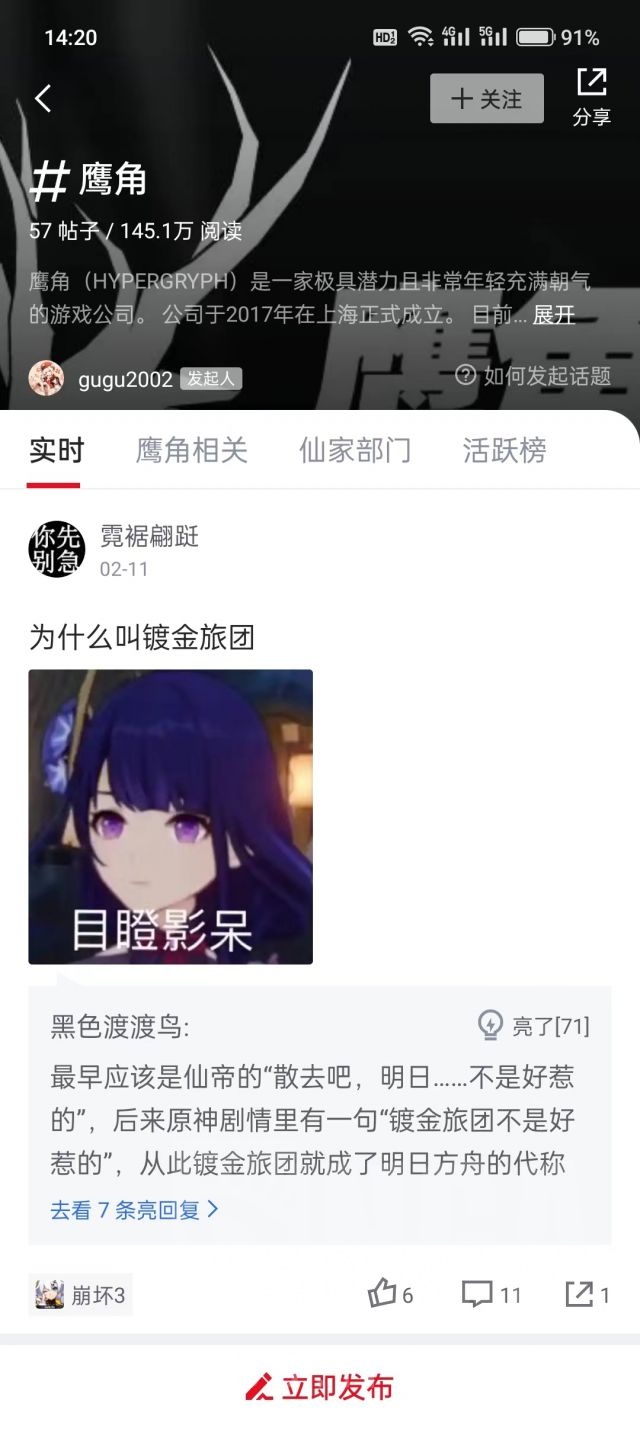 14:20
HD 4G 5G 91%
+ 关注
分享
# 鹰角
57 帖子 / 145.1万 阅读
鹰角（HYPERGRYPH）是一家极具潜力且非常年轻充满朝气
的游戏公司。 公司于2017年在上海正式成立。 目前... 展开
gugu2002 发起人
? 如何发起话题
实时 鹰角相关 仙家部门 活跃榜
你先
别急
霓裾翩跹
02-11
为什么叫镀金旅团
目瞪影呆
黑色渡渡鸟:
亮了[71]
最早应该是仙帝的“散去吧，明日......不是好惹
的”，后来原神剧情里有一句“镀金旅团不是好
惹的”，从此镀金旅团就成了明日方舟的代称
去看 7 条亮回复 >
崩坏3
6 11 1
立即发布